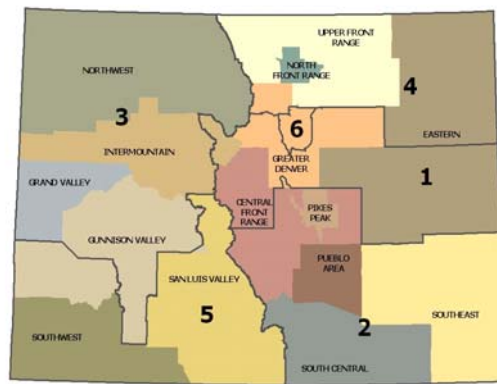 UPPER FRONT
RANGE
NORTHWEST
NORTH
FRONT RANGE
4
3
6
EASTERN
INTERMOUNTAIN
GREATER
DENVER
GRAND VALLEY
1
CENTRAL
FRONT
RANGE
PIKES
PEAK
GUNNISON VALLEY
PUEBLO
AREA
SAN LUIS VALLEY
5
SOUTHEAST
2
SOUTHWEST
SOUTH CENTRAL